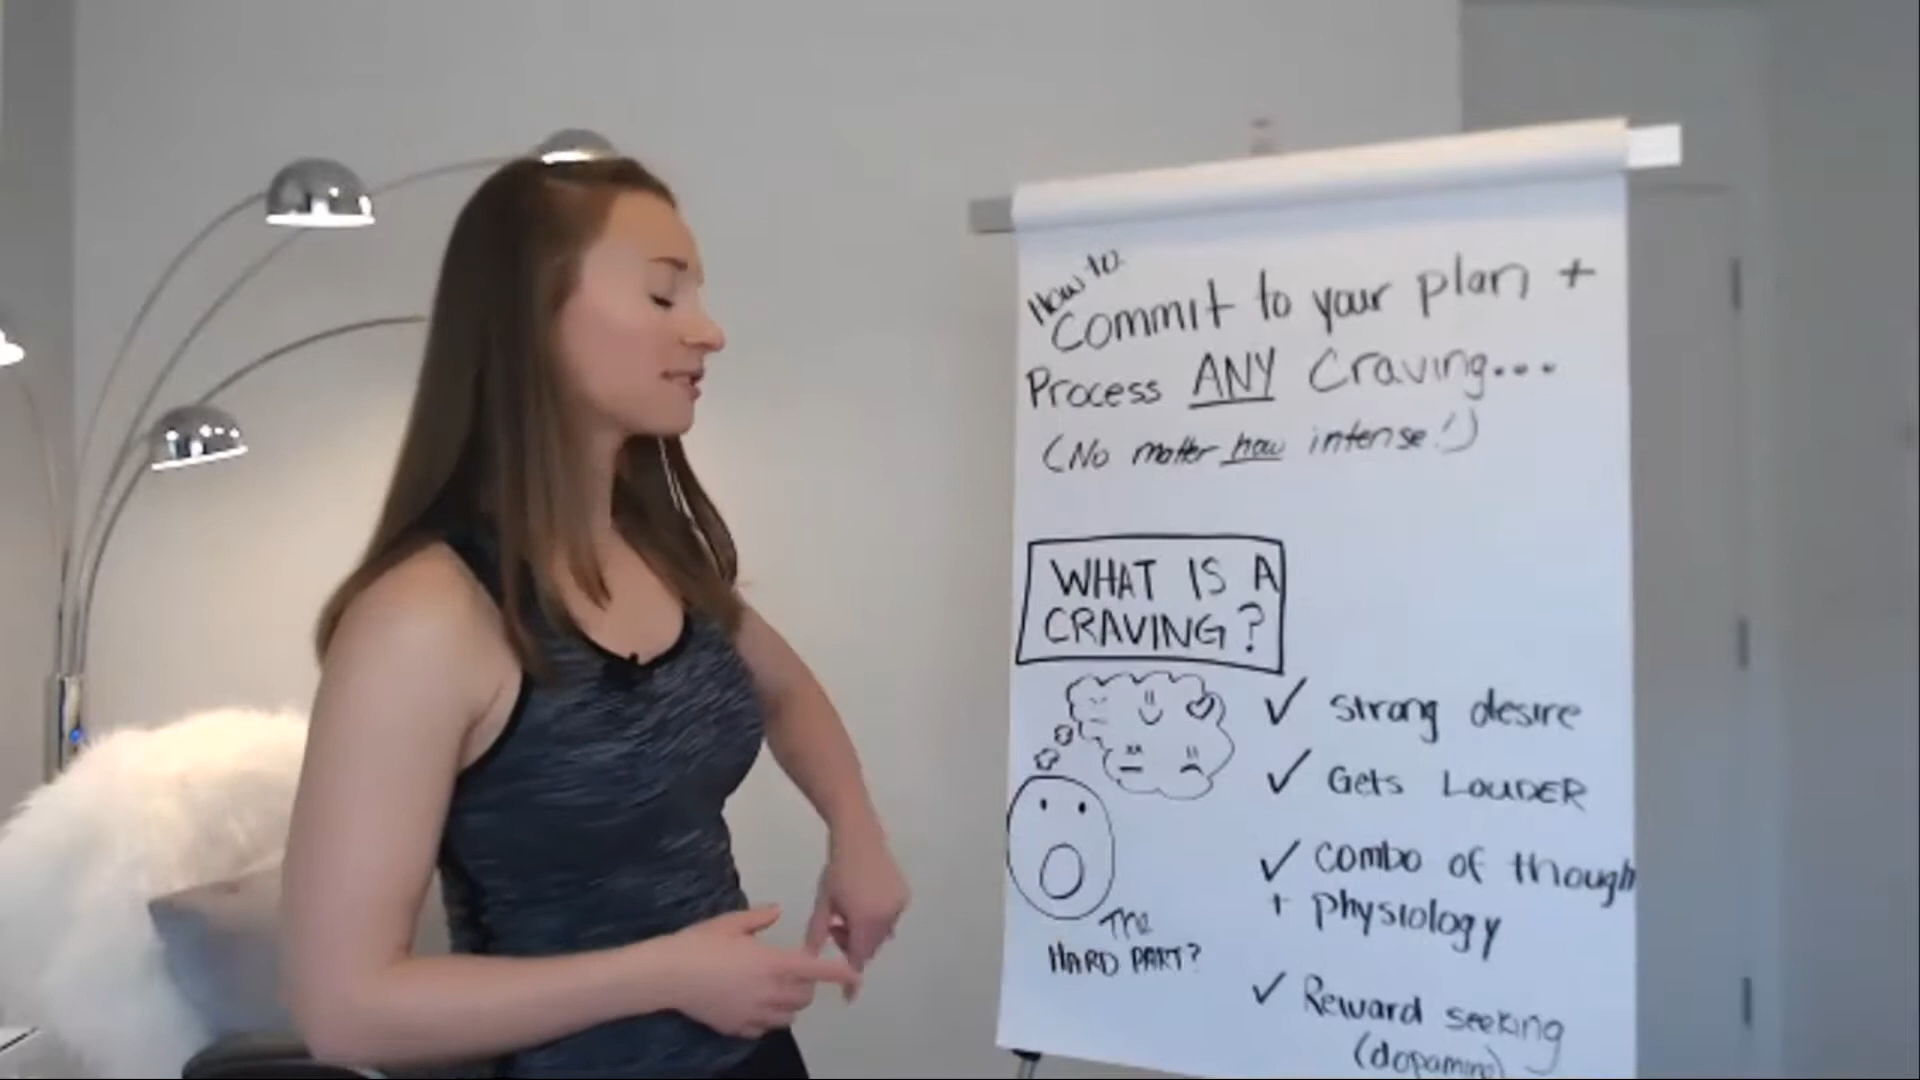 How to
Commit to your plan +
Process ANY Craving...
(No matter how intense!)
WHAT IS A
CRAVING?
✓ strong desire
✓ Gets LOUDER
✓ combo of though
+ physiology
The
HARD PART?
✓ Reward seeking
(dopamine)